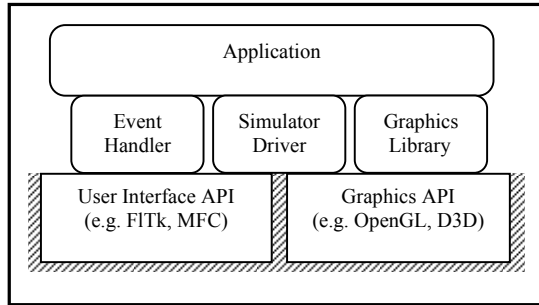 Application
Event
Handler
Simulator
Driver
Graphics
Library
User Interface API
(e.g. FlTk, MFC)
Graphics API
(e.g. OpenGL, D3D)